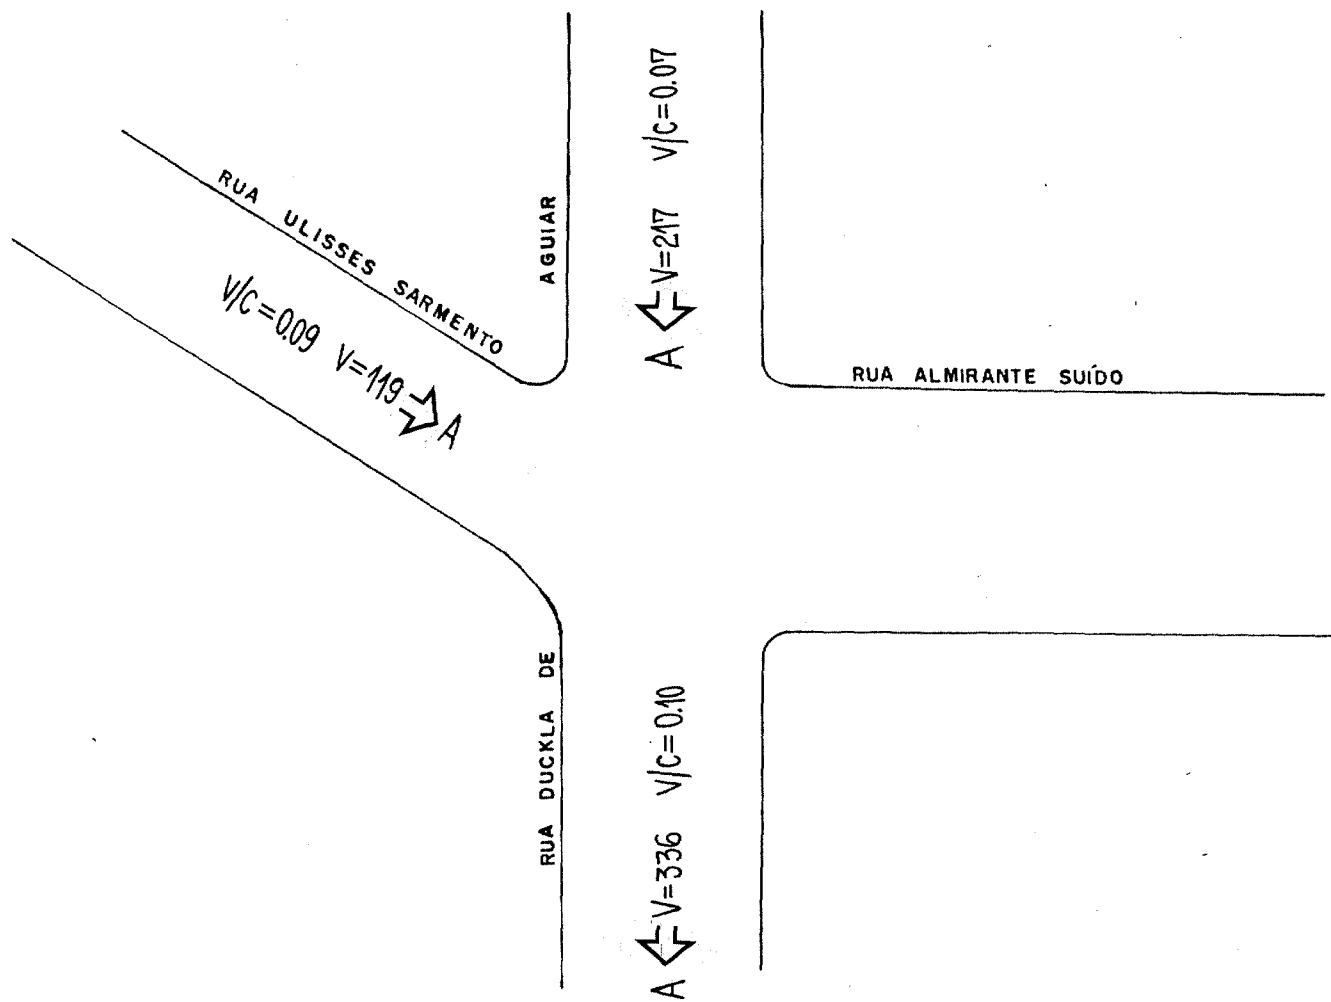 V=217 V/C=0.07
A
RUA ULISSES SARMENTO
V/C=0.09 V=119
A
RUA ALMIRANTE SUÍDO
RUA DUCKLA DE AGUIAR
V=336 V/C=0.10
A